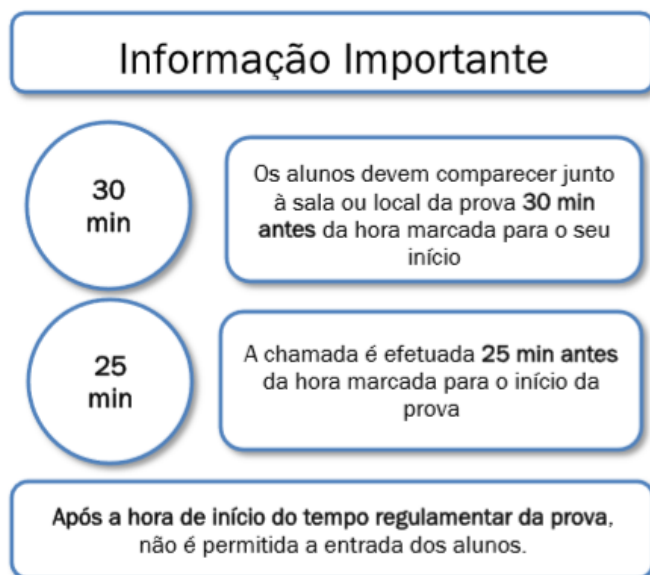 Informação Importante
30
min
Os alunos devem comparecer junto
à sala ou local da prova 30 min
antes da hora marcada para o seu
início
25
min
A chamada é efetuada 25 min antes
da hora marcada para o início da
prova
Após a hora de início do tempo regulamentar da prova,
não é permitida a entrada dos alunos.